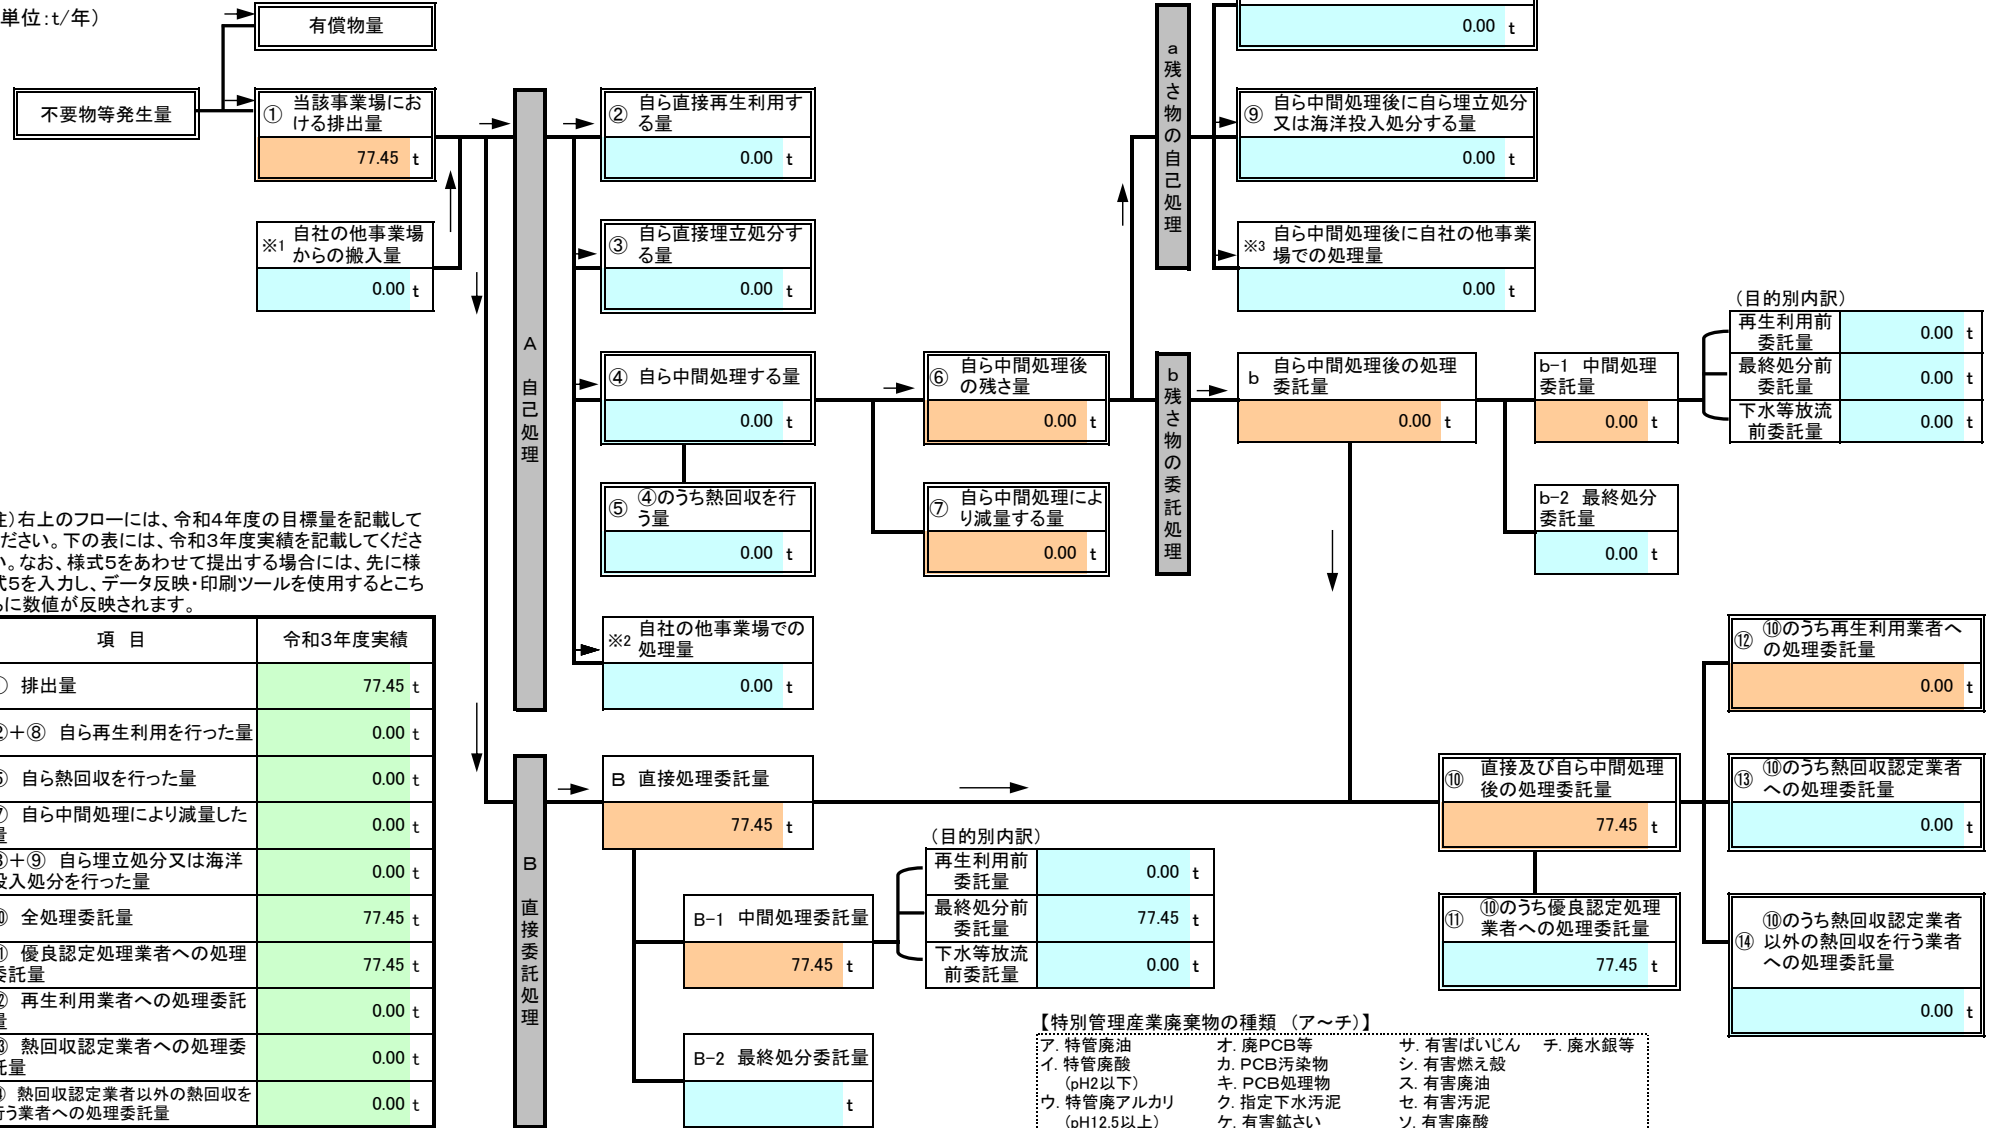 単位:t/年）
有償物量
不要物等発生量
① 当該事業場にお
ける排出量
77.45 t
※1 自社の他事業場
からの搬入量
0.00 t
A 自己処理
② 自ら直接再生利用す
る量
0.00 t
③ 自ら直接埋立処分す
る量
0.00 t
④ 自ら中間処理する量
0.00 t
⑤ ④のうち熱回収を行
う量
0.00 t
※2 自社の他事業場での
処理量
0.00 t
⑥ 自ら中間処理後
の残さ量
0.00 t
⑦ 自ら中間処理によ
り減量する量
0.00 t
a 残さ物の自己処理
0.00 t
⑨ 自ら中間処理後に自ら埋立処分
又は海洋投入処分する量
0.00 t
※3 自ら中間処理後に自社の他事業
場での処理量
0.00 t
b 残さ物の委託処理
b 自ら中間処理後の処理
委託量
0.00 t
b-1 中間処理
委託量
0.00 t
b-2 最終処分
委託量
0.00 t
（目的別内訳）
再生利用前
委託量
0.00 t
最終処分前
委託量
0.00 t
下水等放流
前委託量
0.00 t
）右上のフローには、令和４年度の目標量を記載して
ださい。下の表には、令和３年度実績を記載してくださ
。なお、様式５をあわせて提出する場合には、先に様
５を入力し、データ反映・印刷ツールを使用するとこち
に数値が反映されます。
項 目 令和３年度実績
排出量 77.45 t
＋⑧ 自ら再生利用を行った量 0.00 t
自ら熱回収を行った量 0.00 t
自ら中間処理により減量した
量 0.00 t
＋⑨ 自ら埋立処分又は海洋
投入処分を行った量 0.00 t
全処理委託量 77.45 t
優良認定処理業者への処理
委託量 77.45 t
再生利用業者への処理委託
量 0.00 t
熱回収認定業者への処理委
託量 0.00 t
熱回収認定業者以外の熱回収を
行う業者への処理委託量 0.00 t
B 直接委託処理
B 直接処理委託量
77.45 t
B-1 中間処理委託量
77.45 t
B-2 最終処分委託量
t
（目的別内訳）
再生利用前
委託量
0.00 t
最終処分前
委託量
77.45 t
下水等放流
前委託量
0.00 t
⑩ 直接及び自ら中間処理
後の処理委託量
77.45 t
⑪ ⑩のうち優良認定処理
業者への処理委託量
77.45 t
⑫ ⑩のうち再生利用業者へ
の処理委託量
0.00 t
⑬ ⑩のうち熱回収認定業者
への処理委託量
0.00 t
⑭ ⑩のうち熱回収認定業者
以外の熱回収を行う業者
への処理委託量
0.00 t
【特別管理産業廃棄物の種類 （ア～チ）】
ア. 特管廃油 オ. 廃PCB等 サ. 有害ばいじん チ. 廃水銀等
イ. 特管廃酸 カ. PCB汚染物 シ. 有害燃え殻
（pH2以下） キ. PCB処理物 ス. 有害廃油
ウ. 特管廃アルカリ ク. 指定下水汚泥 セ. 有害汚泥
（pH12.5以上） ケ. 有害鉱さい ソ. 有害廃酸